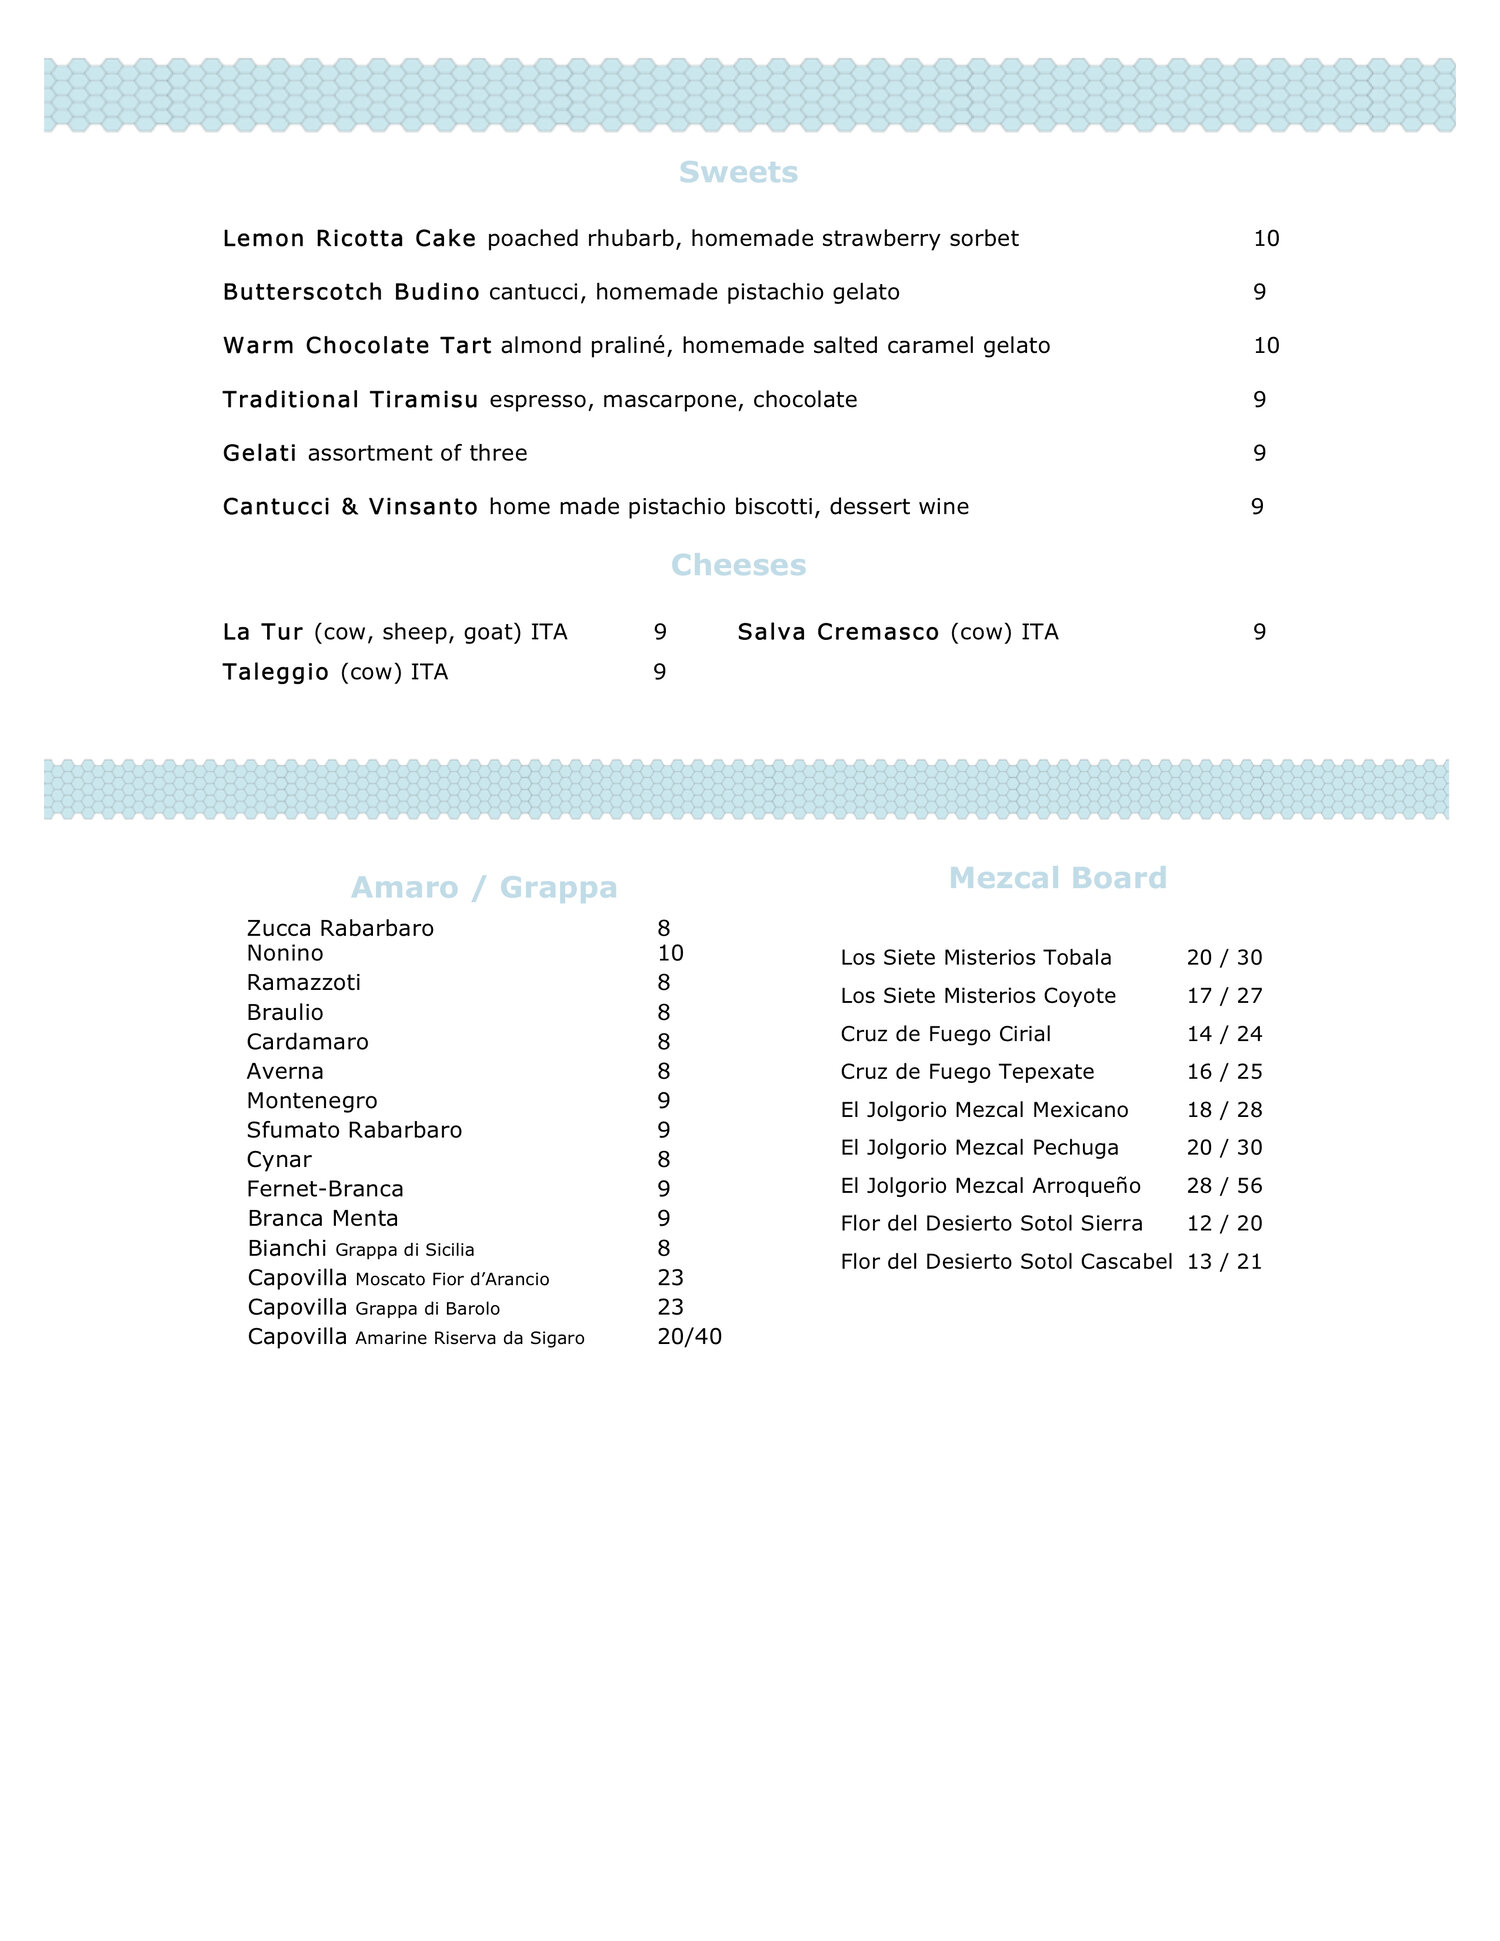 Sweets
Lemon Ricotta Cake poached rhubarb, homemade strawberry sorbet 10
Butterscotch Budino cantucci, homemade pistachio gelato 9
Warm Chocolate Tart almond praliné, homemade salted caramel gelato 10
Traditional Tiramisu espresso, mascarpone, chocolate 9
Gelati assortment of three 9
Cantucci & Vinsanto home made pistachio biscotti, dessert wine 9
Cheeses
La Tur (cow, sheep, goat) ITA 9 Salva Cremasco (cow) ITA 9
Taleggio (cow) ITA 9
Amaro / Grappa
Zucca Rabarbaro 8
Nonino 10
Ramazzoti 8
Braulio 8
Cardamaro 8
Averna 8
Montenegro 9
Sfumato Rabarbaro 9
Cynar 8
Fernet-Branca 9
Branca Menta 9
Bianchi Grappa di Sicilia 8
Capovilla Moscato Fior d’Arancio 23
Capovilla Grappa di Barolo 23
Capovilla Amarine Riserva da Sigaro 20/40
Mezcal Board
Los Siete Misterios Tobala 20 / 30
Los Siete Misterios Coyote 17 / 27
Cruz de Fuego Cirial 14 / 24
Cruz de Fuego Tepexate 16 / 25
El Jolgorio Mezcal Mexicano 18 / 28
El Jolgorio Mezcal Pechuga 20 / 30
El Jolgorio Mezcal Arroqueño 28 / 56
Flor del Desierto Sotol Sierra 12 / 20
Flor del Desierto Sotol Cascabel 13 / 21